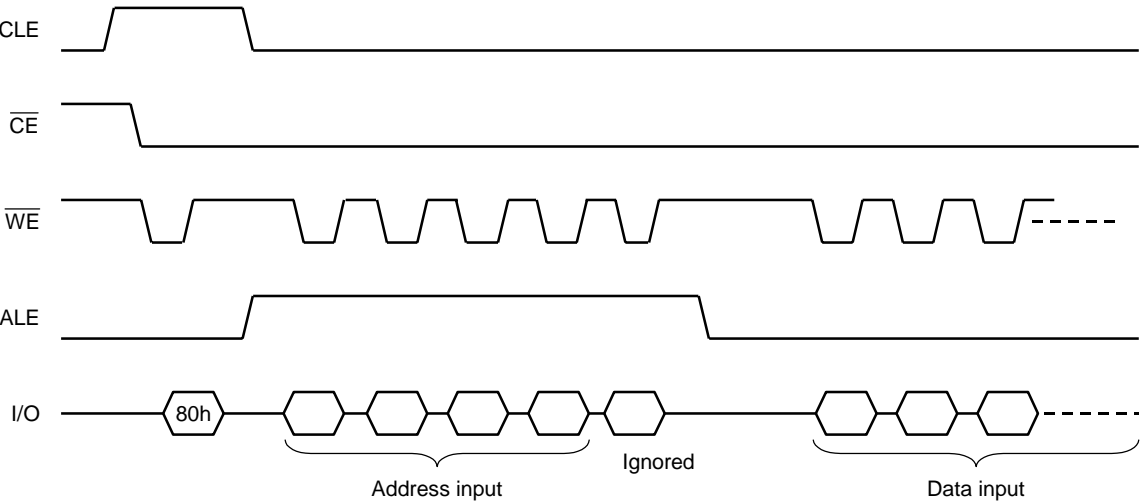 CLE
CE
WE
ALE
I/O
80h
Ignored
Address input
Data input